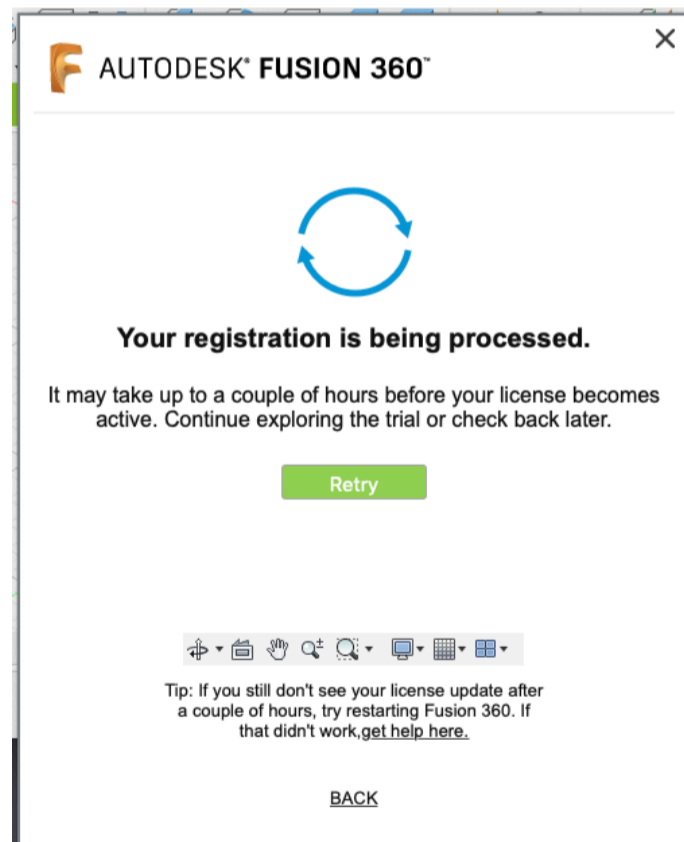 AUTODESK® FUSION 360™
Your registration is being processed.
It may take up to a couple of hours before your license becomes
active. Continue exploring the trial or check back later.
Retry
Tip: If you still don't see your license update after
a couple of hours, try restarting Fusion 360. If
that didn't work,get help here.
BACK